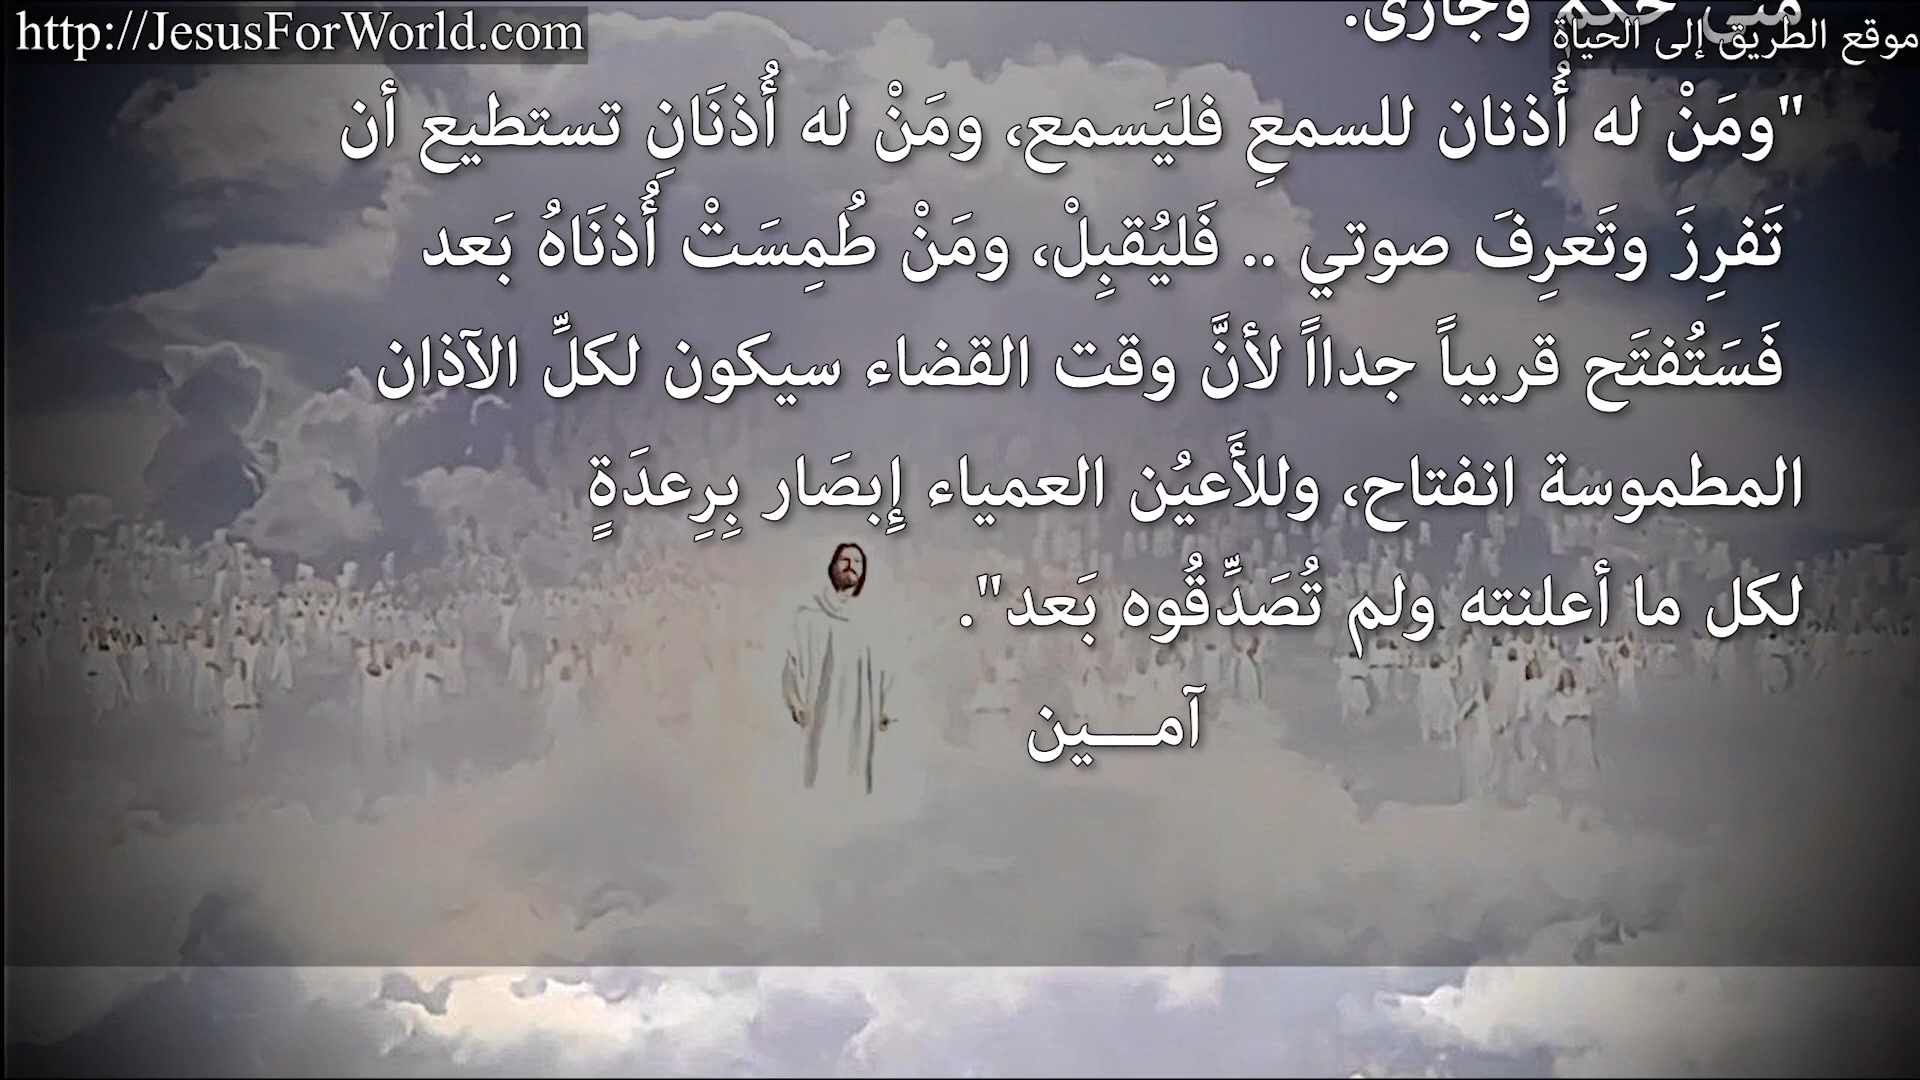 http://JesusForWorld.com
موقع الطريق إلى الحياة
وجازى.
"ومَنْ له أُذنان للسمعِ فليَسمع، ومَنْ له أُذنَانِ تستطيع أن
تَفرِزَ وتَعرِفَ صوتي .. فَليُقبِلْ، ومَنْ طُمِسَتْ أُذنَاهُ بَعد
فَسَتُفتَح قريباً جدااً لأنَّ وقت القضاء سيكون لكلِّ الآذان
المطموسة انفتاح، وللأَعيُن العمياء إِبصَار بِرِعدَةٍ
لكل ما أعلنته ولم تُصَدِّقُوه بَعد".
آمـــين